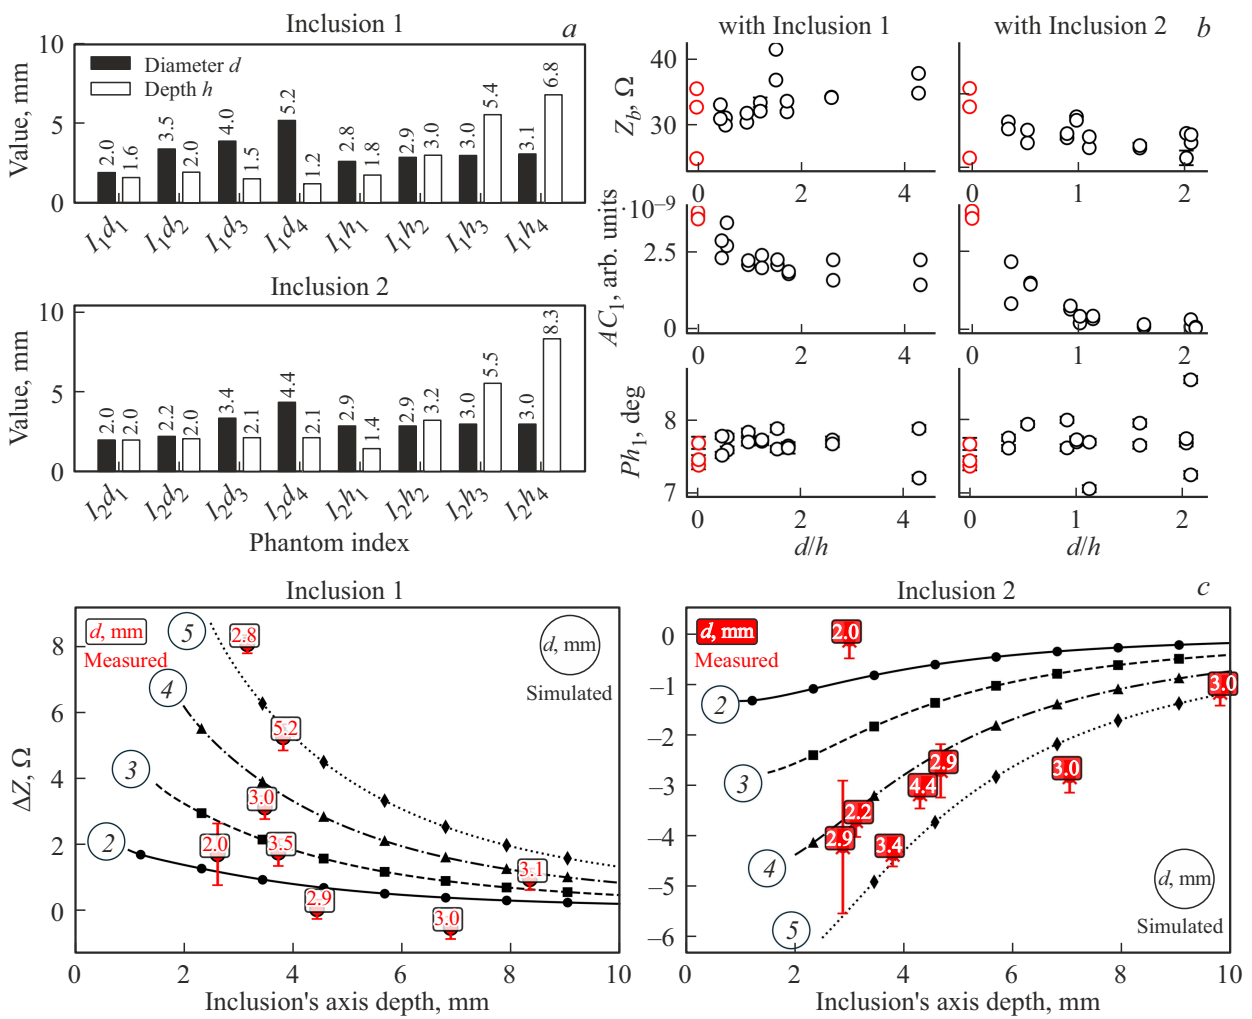 Inclusion 1
a
Value, mm
10
5
0
Diameter d
Depth h
2.0 1.6 3.5 2.0 4.0 1.5 5.2 1.2 2.8 1.8 2.9 3.0 3.0 5.4 3.1 6.8
I1d1 I1d2 I1d3 I1d4 I1h1 I1h2 I1h3 I1h4
Inclusion 2
Value, mm
10
5
0
2.0 2.0 2.2 2.0 3.4 2.1 4.4 2.1 2.9 1.4 2.9 3.2 3.0 5.5 3.0 8.3
I2d1 I2d2 I2d3 I2d4 I2h1 I2h2 I2h3 I2h4
Phantom index
with Inclusion 1
with Inclusion 2
b
Zb, Ω
40
30
0 2 4
0 1 2
AC1, arb. units
·10−9
2.5
0
0 2 4
0 1 2
Ph1, deg
8
7
0 2 4
0 1 2
d/h
d/h
Inclusion 1
ΔZ, Ω
8
6
4
2
0
d, mm
Measured
d, mm
Simulated
5
4
3
2
2.8
5.2
3.0
3.5
2.0
2.9
3.0
3.1
0 2 4 6 8 10
Inclusion's axis depth, mm
Inclusion 2
c
0
−1
−2
−3
−4
−5
−6
d, mm
Measured
2.0
3.0
2.9
3.0
4.4
2.2
2.9
3.4
2
3
4
5
d, mm
Simulated
0 2 4 6 8 10
Inclusion's axis depth, mm